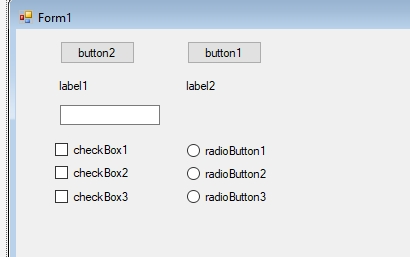 Form1
button2 button1
label1 label2
checkBox1 radioButton1
checkBox2 radioButton2
checkBox3 radioButton3